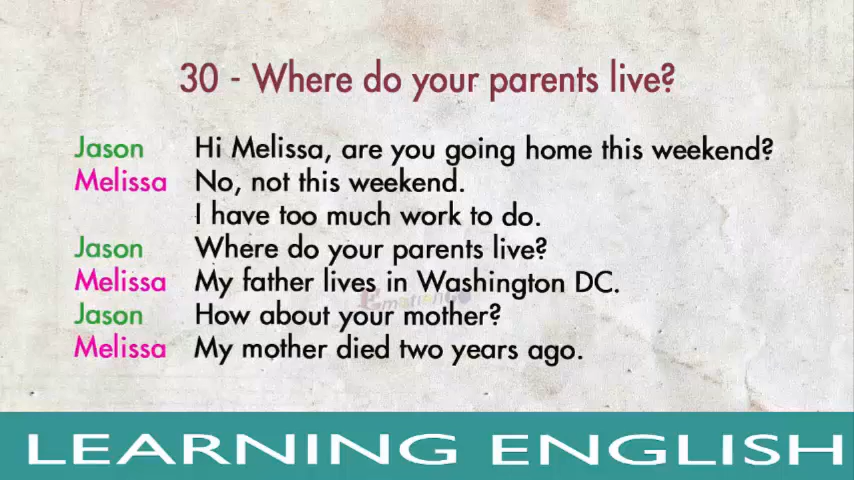 30 - Where do your parents live?
Jason Hi Melissa, are you going home this weekend?
Melissa No, not this weekend.
I have too much work to do.
Jason Where do your parents live?
Melissa My father lives in Washington DC.
Jason How about your mother?
Melissa My mother died two years ago.
LEARNING ENGLISH